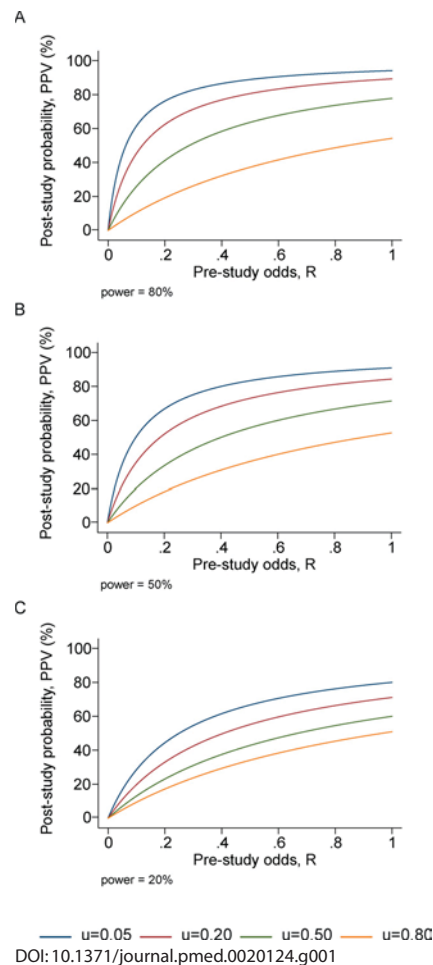 A
Post-study probability, PPV (%)
100
80
60
40
20
0
0 .2 .4 .6 .8 1
Pre-study odds, R
power = 80%
B
Post-study probability, PPV (%)
100
80
60
40
20
0
0 .2 .4 .6 .8 1
Pre-study odds, R
power = 50%
C
Post-study probability, PPV (%)
100
80
60
40
20
0
0 .2 .4 .6 .8 1
Pre-study odds, R
power = 20%
u=0.05 u=0.20 u=0.50 u=0.80
DOI: 10.1371/journal.pmed.0020124.g001